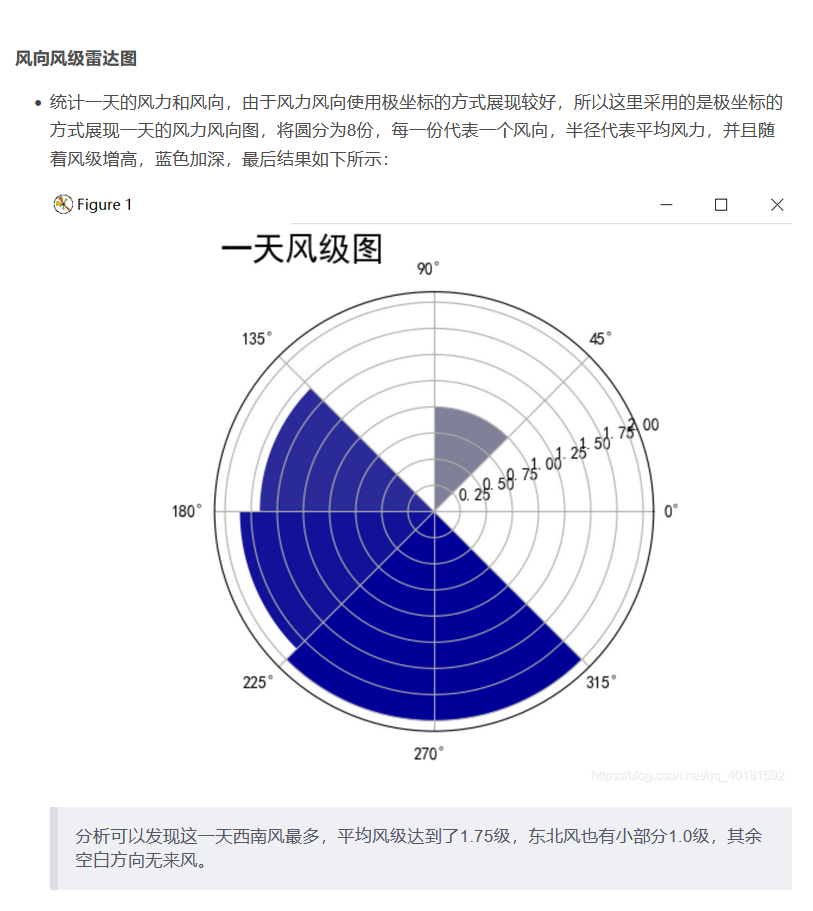 风向风级雷达图
统计一天的风力和风向，由于风力风向使用极坐标的方式展现较好，所以这里采用的是极坐标的
方式展现一天的风力风向图，将圆分为8份，每一份代表一个风向，半径代表平均风力，并且随
着风级增高，蓝色加深，最后结果如下所示：
Figure 1
一天风级图
90°
135°
45°
2.00
1.75
1.50
1.25
1.00
0.75
0.50
0.25
180°
0°
225°
315°
270°
https://blog.csdn.net/qq_40181592
分析可以发现这一天西南风最多，平均风级达到了1.75级，东北风也有小部分1.0级，其余
空白方向无来风。